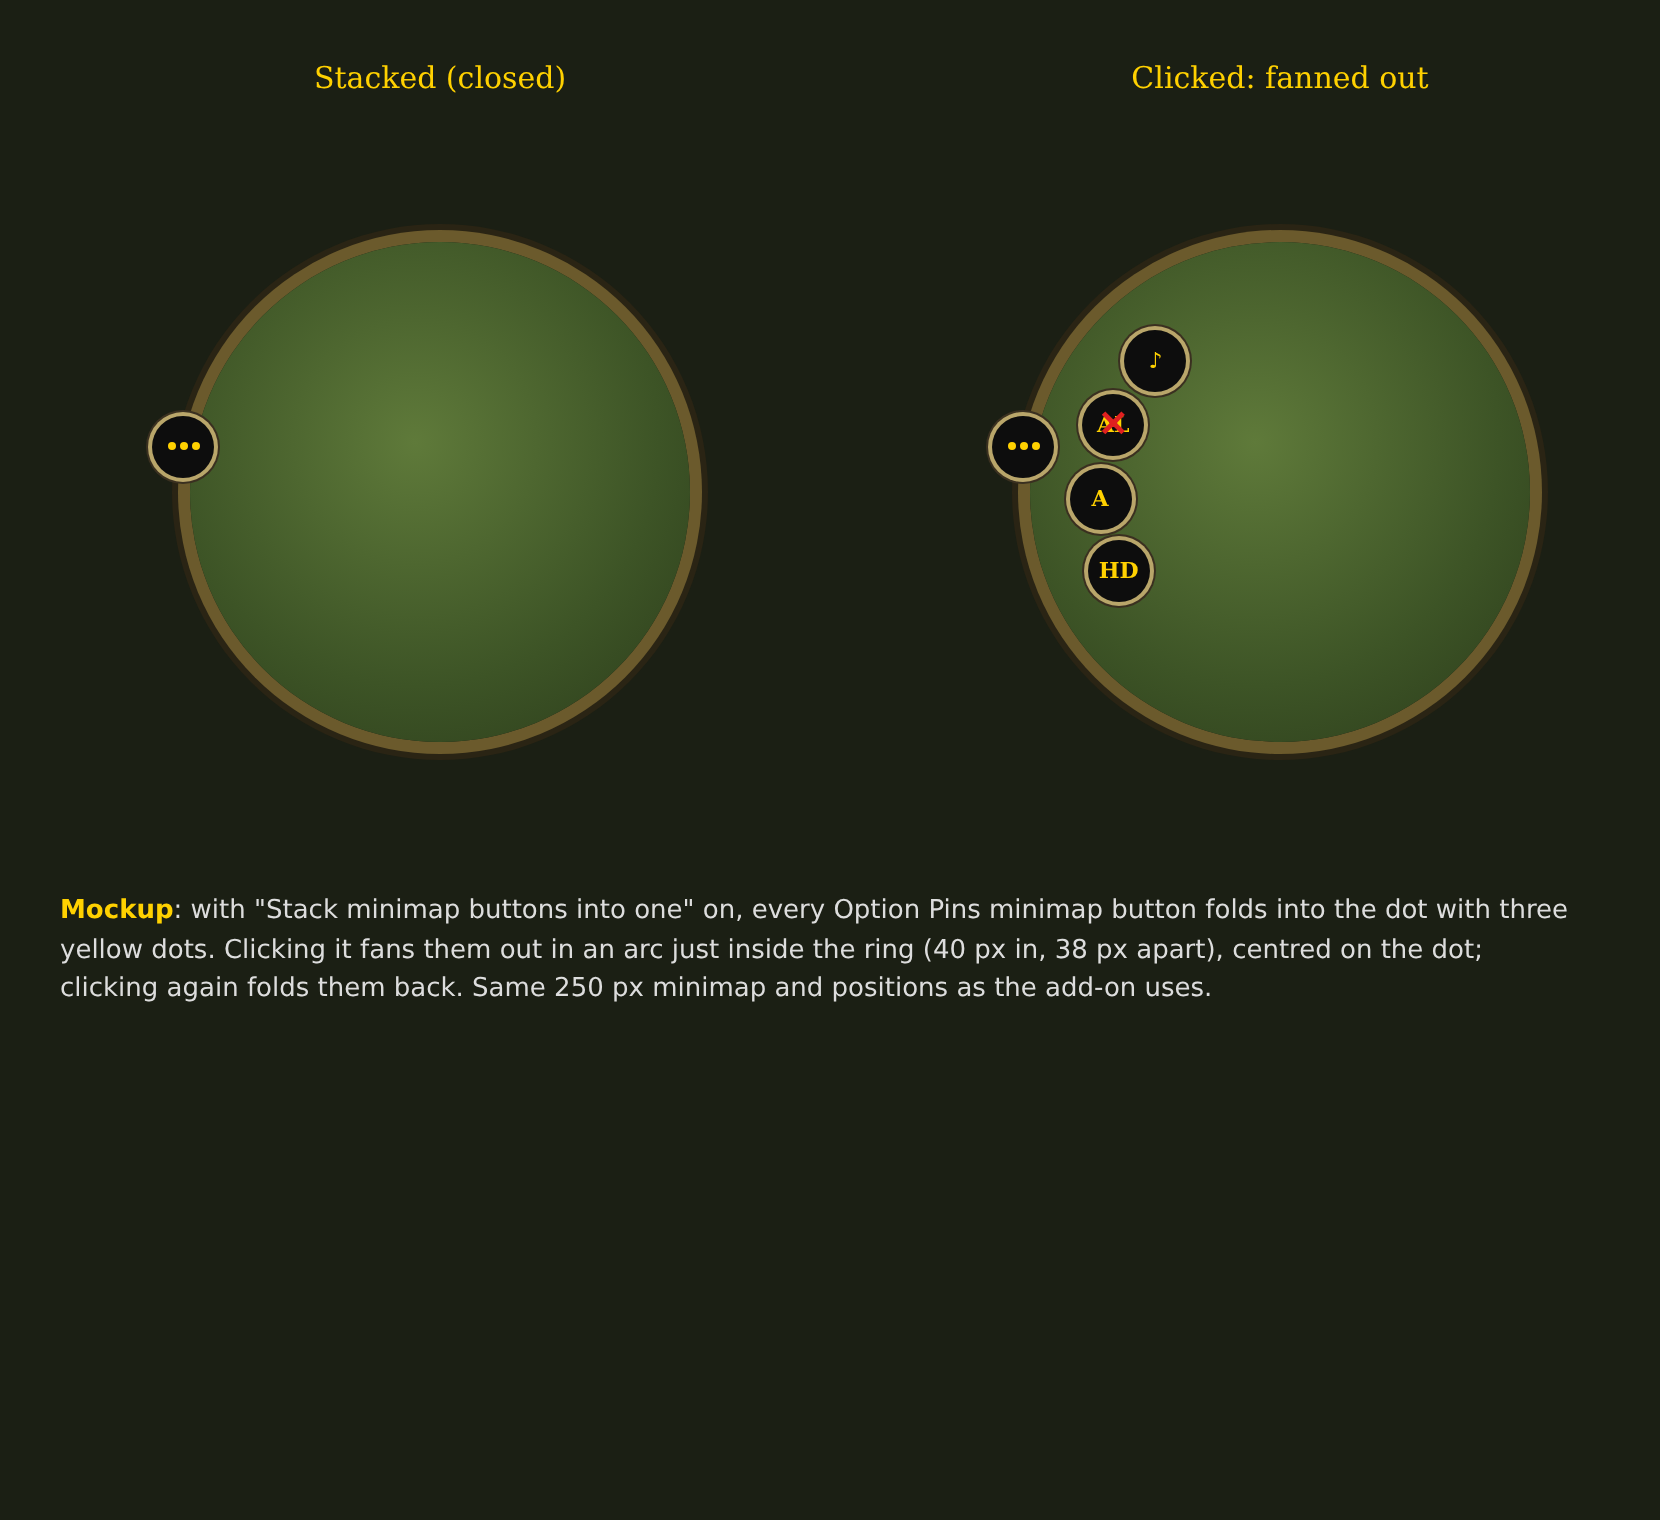 Stacked (closed)
Clicked: fanned out
♪
AL
A
HD
Mockup: with "Stack minimap buttons into one" on, every Option Pins minimap button folds into the dot with three
yellow dots. Clicking it fans them out in an arc just inside the ring (40 px in, 38 px apart), centred on the dot;
clicking again folds them back. Same 250 px minimap and positions as the add-on uses.